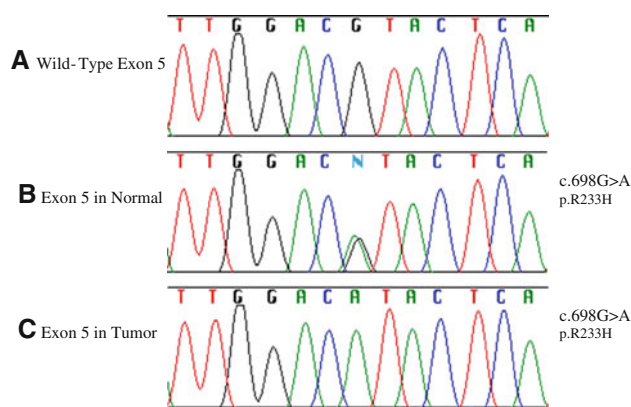 T T G G A C G T A C T C A
A Wild-Type Exon 5
T T G G A C N T A C T C A
B Exon 5 in Normal
c.698G>A
p.R233H
T T G G A C A T A C T C A
C Exon 5 in Tumor
c.698G>A
p.R233H